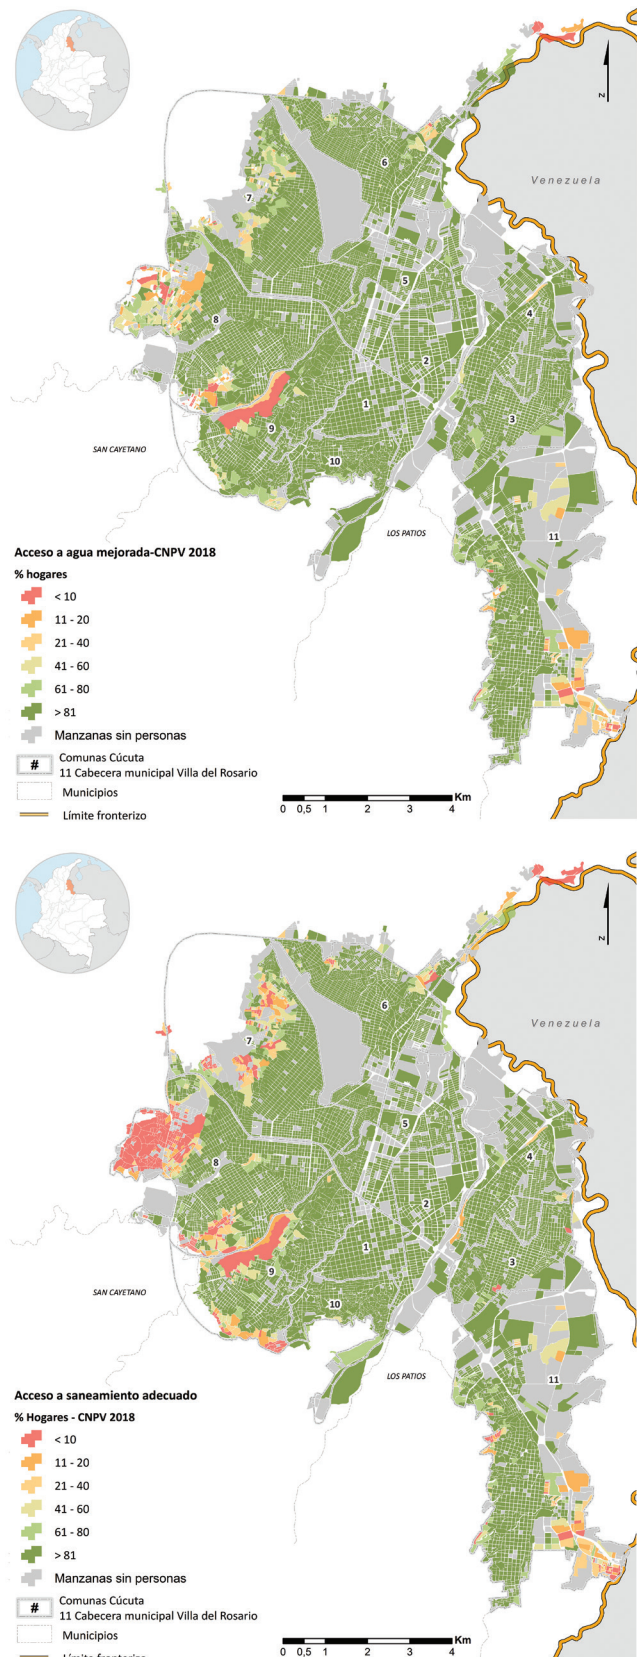 N
Venezuela
6
7
5
4
8
2
1
3
9
SAN CAYETANO
10
LOS PATIOS
11
Acceso a agua mejorada-CNPV 2018
% hogares
< 10
11 - 20
21 - 40
41 - 60
61 - 80
> 81
Manzanas sin personas
# Comunas Cúcuta
11 Cabecera municipal Villa del Rosario
Municipios
Límite fronterizo
Km
0 0,5 1 2 3 4
N
Venezuela
6
7
5
4
8
2
1
3
9
SAN CAYETANO
10
LOS PATIOS
11
Acceso a saneamiento adecuado
% Hogares - CNPV 2018
< 10
11 - 20
21 - 40
41 - 60
61 - 80
> 81
Manzanas sin personas
# Comunas Cúcuta
11 Cabecera municipal Villa del Rosario
Municipios
Límite fronterizo
Km
0 0,5 1 2 3 4